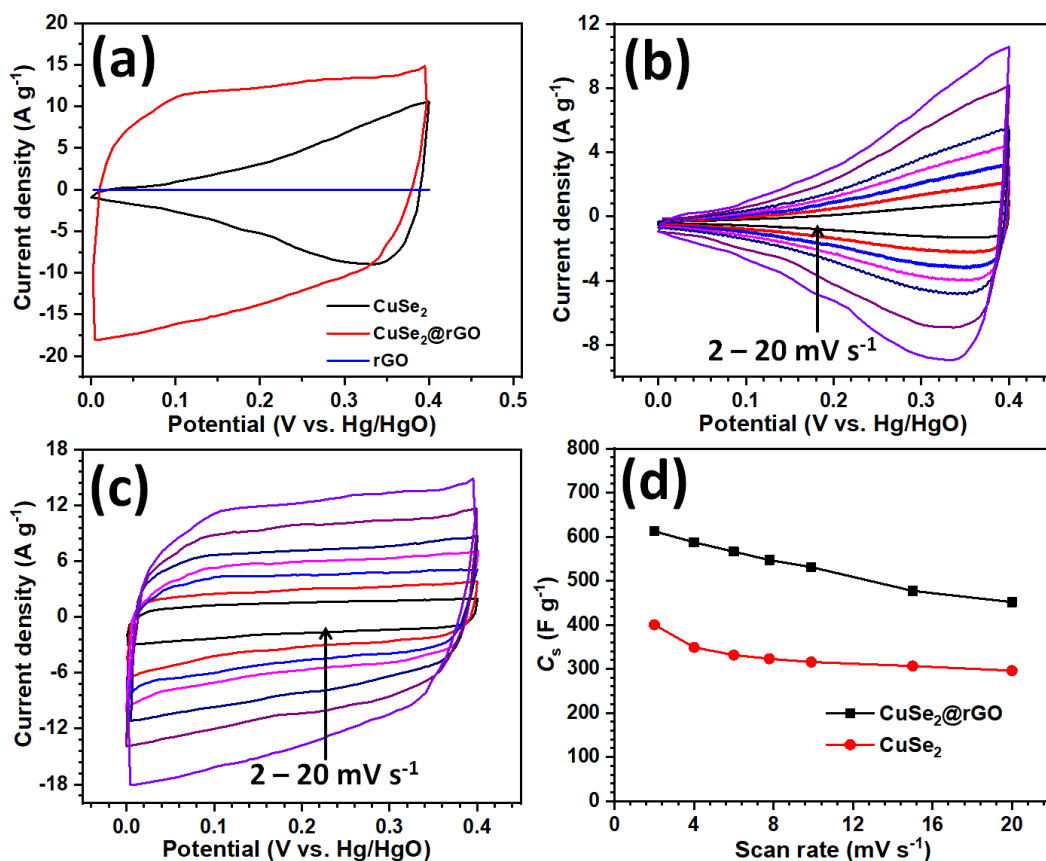 (a)
Current density (A g⁻¹)
20
15
10
5
0
-5
-10
-15
-20
CuSe₂
CuSe₂@rGO
rGO
0.0 0.1 0.2 0.3 0.4 0.5
Potential (V vs. Hg/HgO)
(b)
Current density (A g⁻¹)
12
8
4
0
-4
-8
2 – 20 mV s⁻¹
0.0 0.1 0.2 0.3 0.4
Potential (V vs. Hg/HgO)
(c)
Current density (A g⁻¹)
18
12
6
0
-6
-12
-18
2 – 20 mV s⁻¹
0.0 0.1 0.2 0.3 0.4
Potential (V vs. Hg/HgO)
(d)
Cₛ (F g⁻¹)
800
700
600
500
400
300
200
100
0
CuSe₂@rGO
CuSe₂
0 4 8 12 16 20
Scan rate (mV s⁻¹)